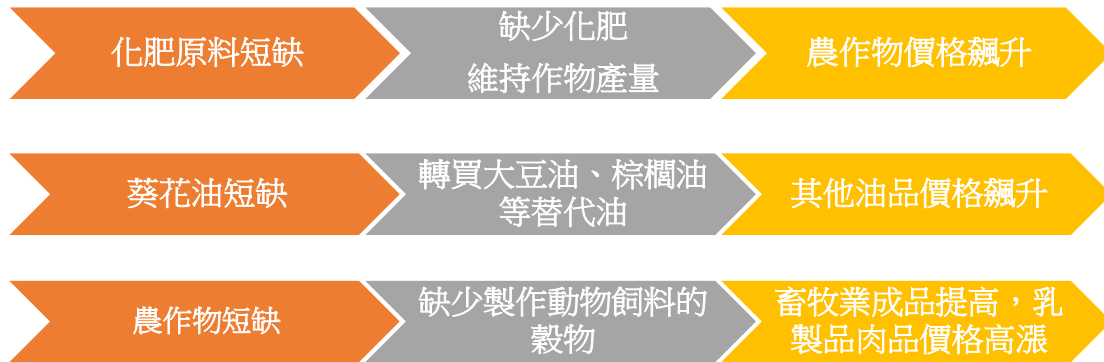 化肥原料短缺
缺少化肥
維持作物產量
農作物價格飆升
葵花油短缺
轉買大豆油、棕櫚油
等替代油
其他油品價格飆升
農作物短缺
缺少製作動物飼料的
穀物
畜牧業成品提高，乳
製品肉品價格高漲